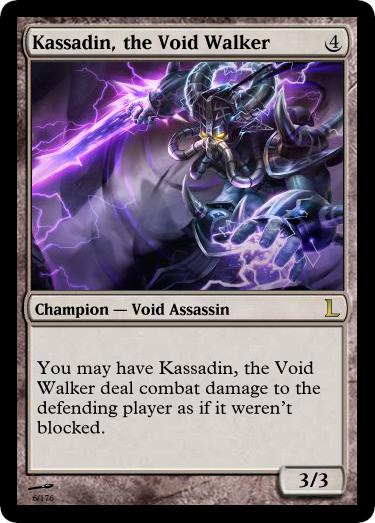 Kassadin, the Void Walker 4
Champion — Void Assassin L
You may have Kassadin, the Void
Walker deal combat damage to the
defending player as if it weren't
blocked.
3/3
6/176